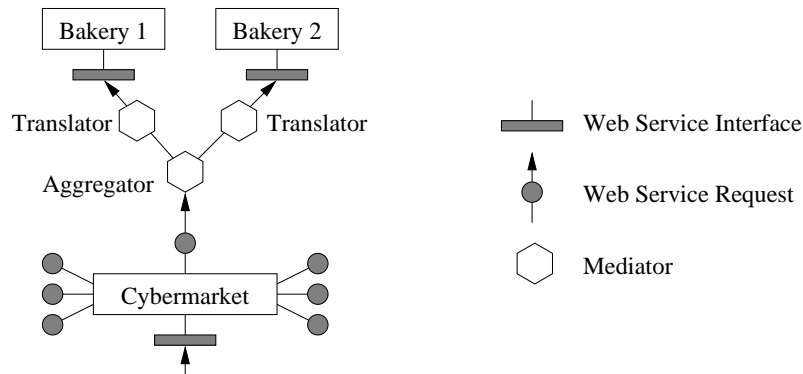 Bakery 1
Bakery 2
Translator
Translator
Aggregator
Cybermarket
Web Service Interface
Web Service Request
Mediator